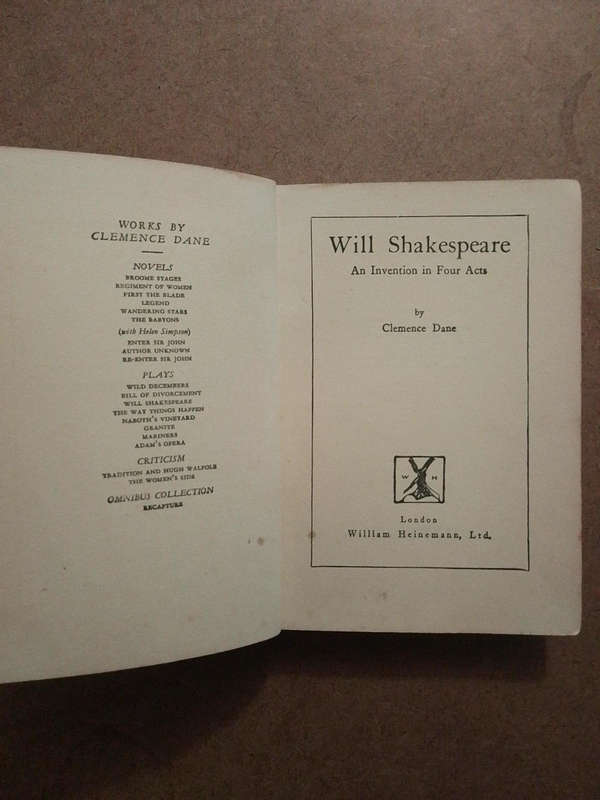 WORKS BY
CLEMENCE DANE
NOVELS
BROOME STAGES
REGIMENT OF WOMEN
FIRST THE BLADE
LEGEND
WANDERING STARS
THE BABYONS
(with Helen Simpson)
ENTER SIR JOHN
AUTHOR UNKNOWN
RE-ENTER SIR JOHN
PLAYS
WILD DECEMBERS
BILL OF DIVORCEMENT
WILL SHAKESPEARE
THE WAY THINGS HAPPEN
NABOTH'S VINEYARD
GRANITE
MARINERS
ADAM'S OPERA
CRITICISM
TRADITION AND HUGH WALPOLE
THE WOMEN'S SIDE
OMNIBUS COLLECTION
RECAPTURE
Will Shakespeare
An Invention in Four Acts
by
Clemence Dane
W H
London
William Heinemann, Ltd.